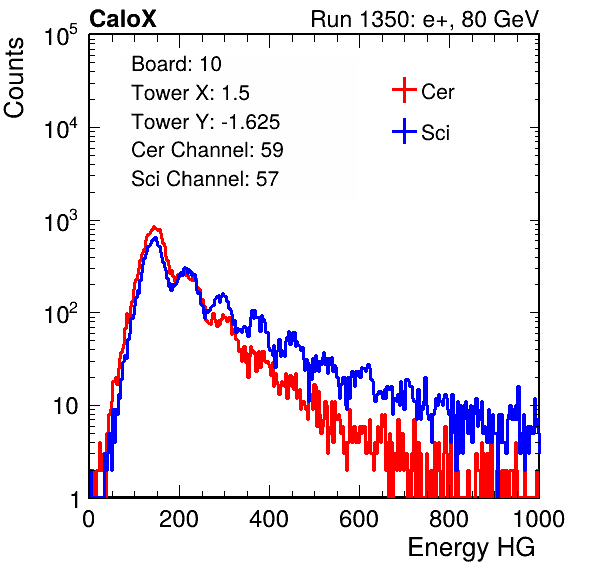 CaloX Run 1350: e+, 80 GeV
Counts
10^5
10^4
10^3
10^2
10
1
Board: 10
Tower X: 1.5
Tower Y: -1.625
Cer Channel: 59
Sci Channel: 57
Cer
Sci
0 200 400 600 800 1000
Energy HG